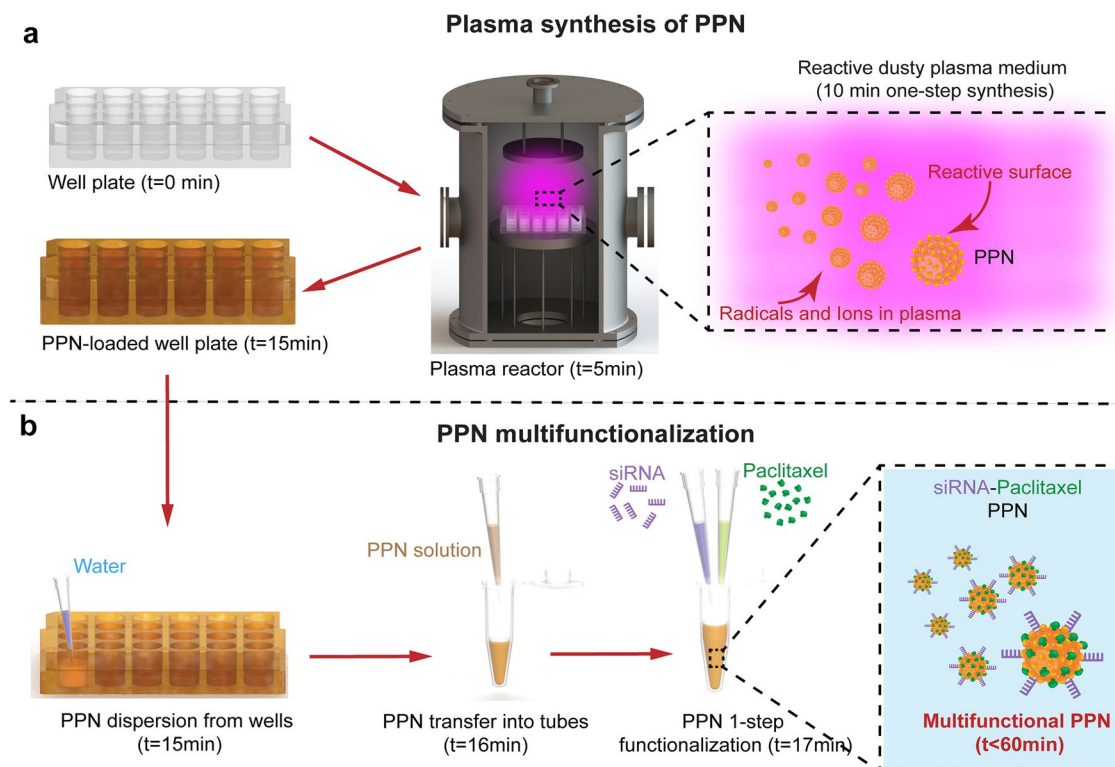 a
Plasma synthesis of PPN
Reactive dusty plasma medium
(10 min one-step synthesis)
Well plate (t=0 min)
Reactive surface
PPN
Radicals and Ions in plasma
PPN-loaded well plate (t=15min)
Plasma reactor (t=5min)
b
PPN multifunctionalization
siRNA
Paclitaxel
siRNA-Paclitaxel
PPN
Water
PPN solution
PPN dispersion from wells
(t=15min)
PPN transfer into tubes
(t=16min)
PPN 1-step
functionalization (t=17min)
Multifunctional PPN
(t<60min)